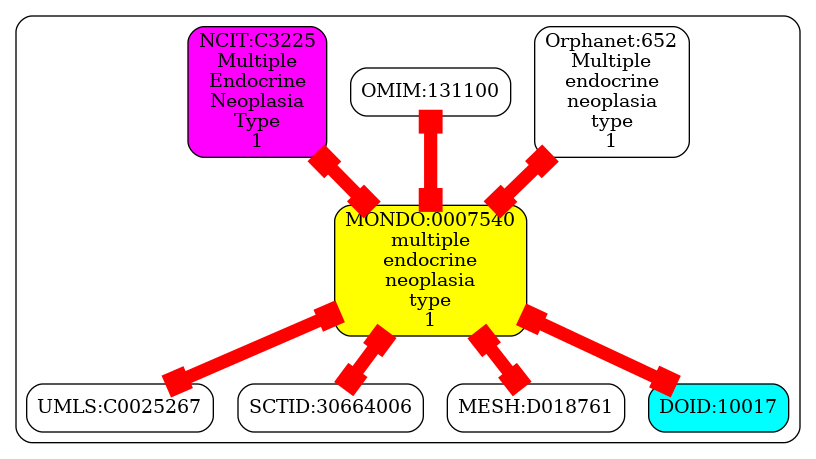 NCIT:C3225
Multiple
Endocrine
Neoplasia
Type
1
OMIM:131100
Orphanet:652
Multiple
endocrine
neoplasia
type
1
MONDO:0007540
multiple
endocrine
neoplasia
type
1
UMLS:C0025267
SCTID:30664006
MESH:D018761
DOID:10017